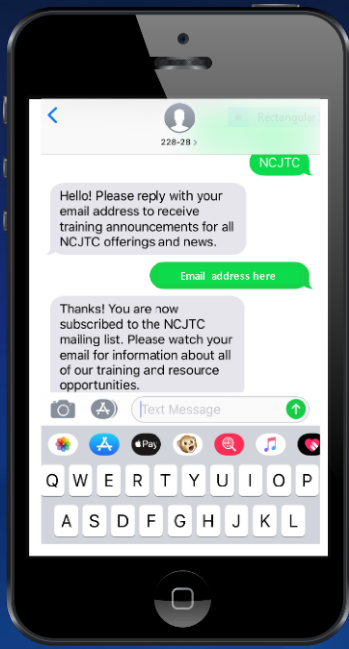 Rectangular
228-28 >
NCJTC
Hello! Please reply with your
email address to receive
training announcements for all
NCJTC offerings and news.
Email address here
Thanks! You are now
subscribed to the NCJTC
mailing list. Please watch your
email for information about all
of our training and resource
opportunities.
Text Message
Pay
Q W E R T Y U I O P
A S D F G H J K L